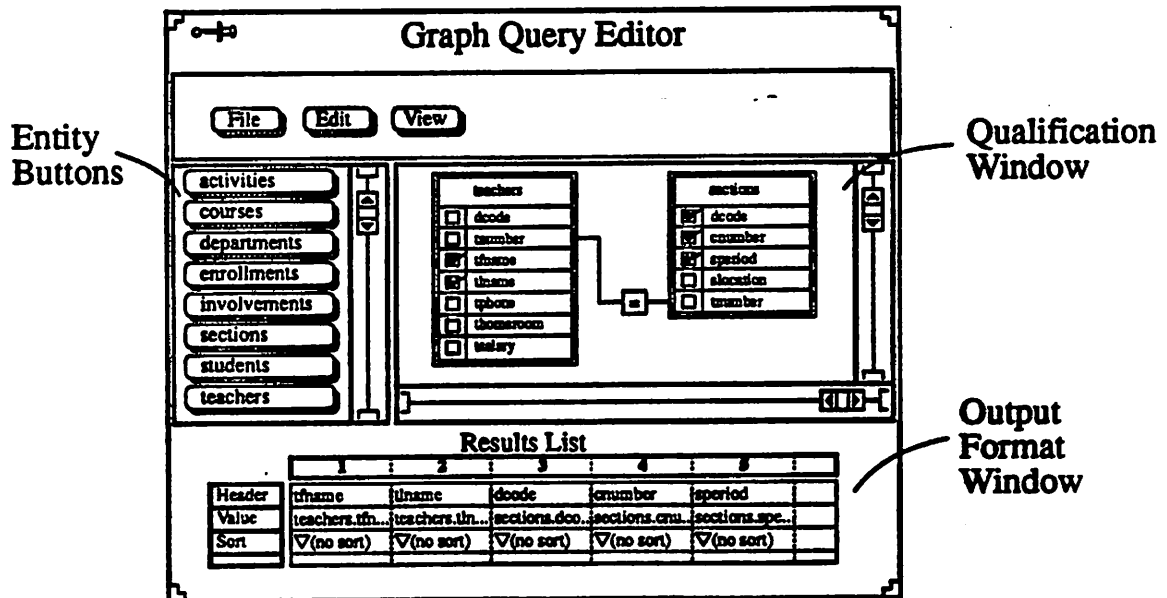 Graph Query Editor
File Edit View
Entity
Buttons
Qualification
Window
activities
courses
departments
enrollments
involvements
sections
students
teachers
teachers
dcode
tnumber
tfname
tlname
tphone
thomeroom
tsalary
=
sections
dcode
cnumber
speriod
slocation
tnumber
Output
Format
Window
Results List
1 2 3 4 5
Header tfname tlname dcode cnumber speriod
Value teachers.tfn... teachers.tln... sections.dco... sections.cnu... sections.spe...
Sort (no sort) (no sort) (no sort) (no sort) (no sort)